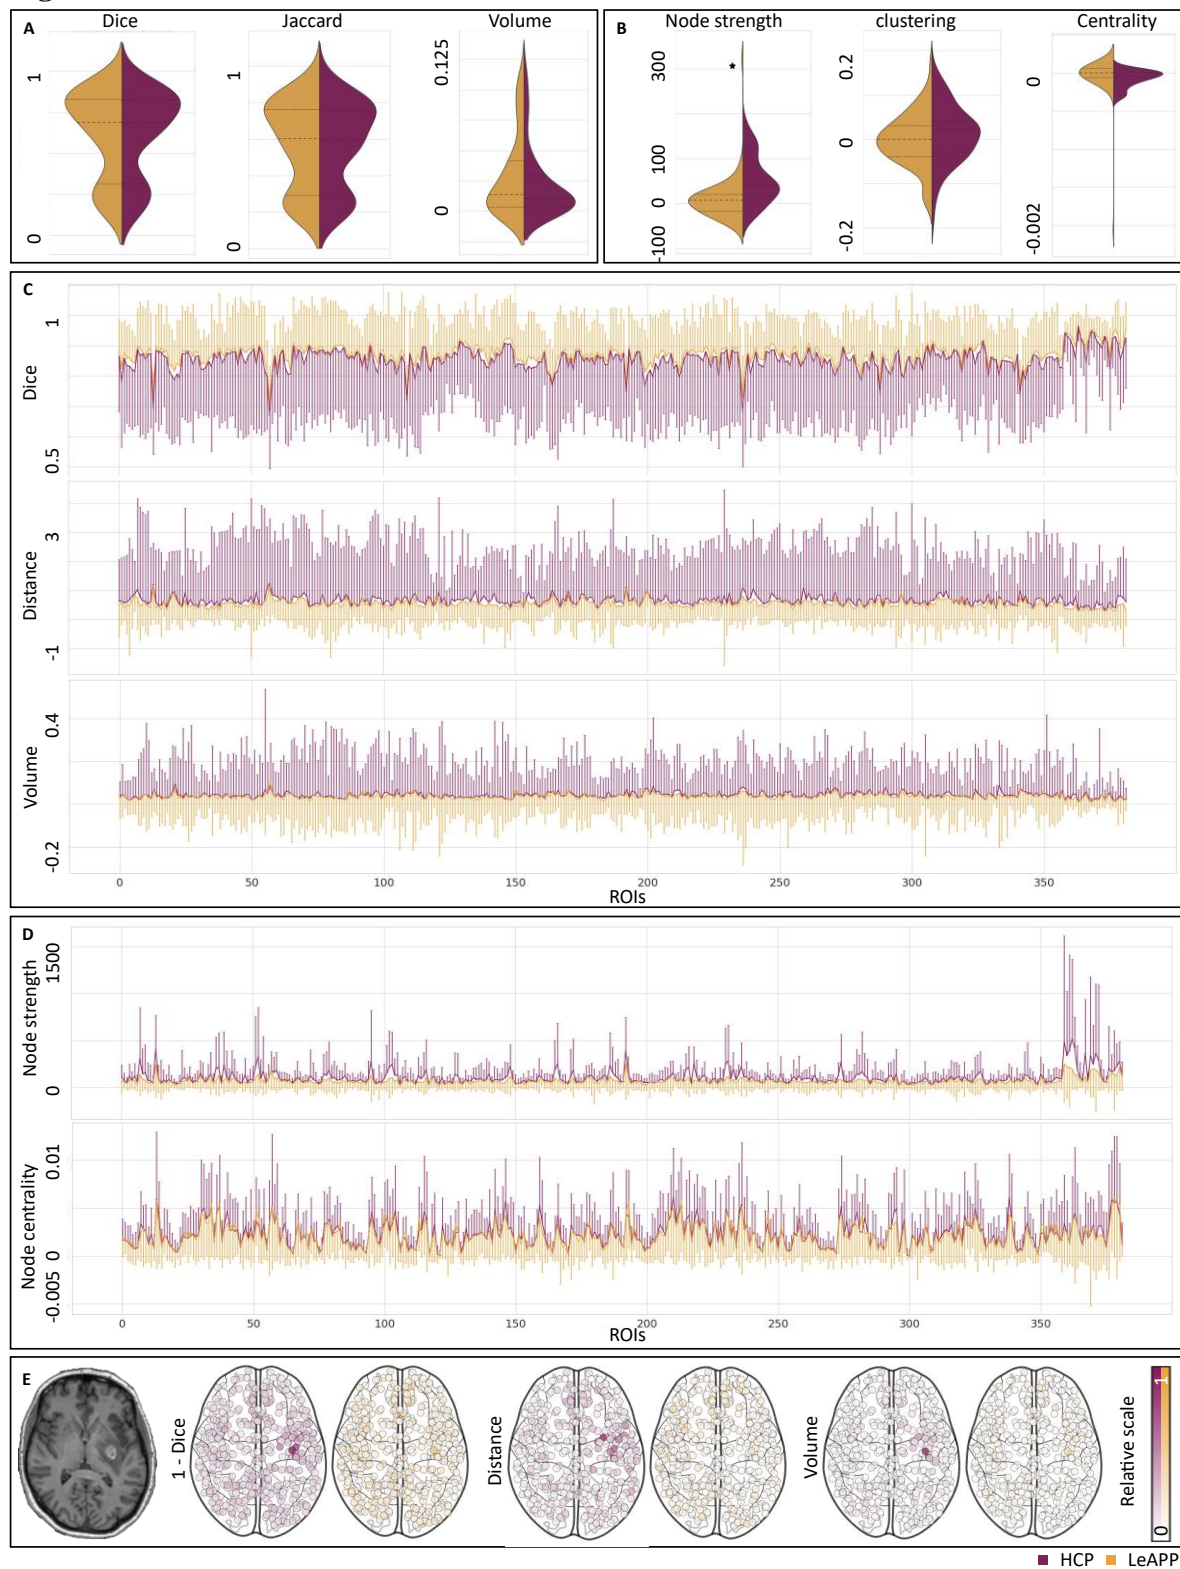 A Dice Jaccard Volume
1
0
1
0
0.125
0
B Node strength clustering Centrality
300
100
0
-100
0.2
0
-0.2
0
-0.002
C
Dice
1
0.5
Distance
3
-1
Volume
0.4
-0.2
0 50 100 150 200 250 300 350
ROIs
D
Node strength
1500
0
Node centrality
0.01
0
-0.005
0 50 100 150 200 250 300 350
ROIs
E
1 - Dice
Distance
Volume
Relative scale
1
0
HCP LeAPP